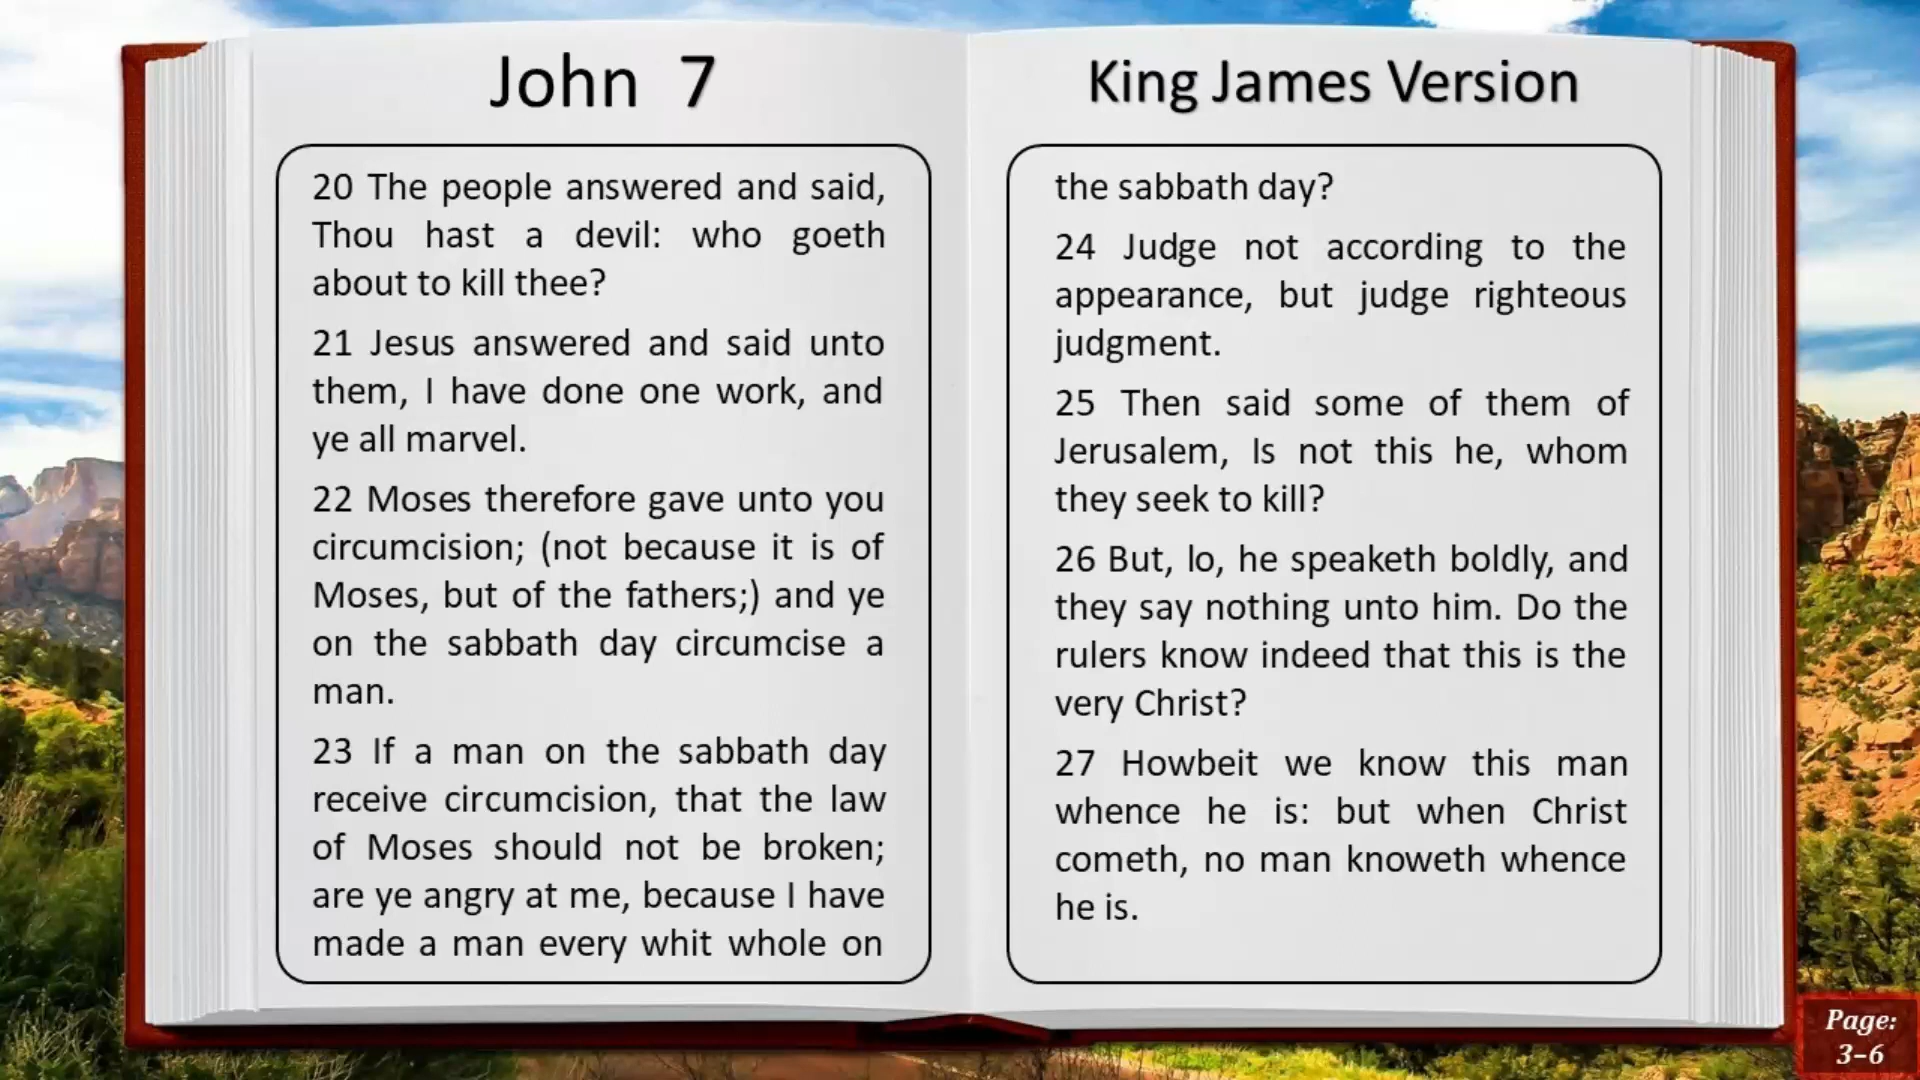 John 7
20 The people answered and said,
Thou hast a devil: who goeth
about to kill thee?
21 Jesus answered and said unto
them, I have done one work, and
ye all marvel.
22 Moses therefore gave unto you
circumcision; (not because it is of
Moses, but of the fathers;) and ye
on the sabbath day circumcise a
man.
23 If a man on the sabbath day
receive circumcision, that the law
of Moses should not be broken;
are ye angry at me, because I have
made a man every whit whole on
King James Version
the sabbath day?
24 Judge not according to the
appearance, but judge righteous
judgment.
25 Then said some of them of
Jerusalem, Is not this he, whom
they seek to kill?
26 But, lo, he speaketh boldly, and
they say nothing unto him. Do the
rulers know indeed that this is the
very Christ?
27 Howbeit we know this man
whence he is: but when Christ
cometh, no man knoweth whence
he is.
Page:
3–6